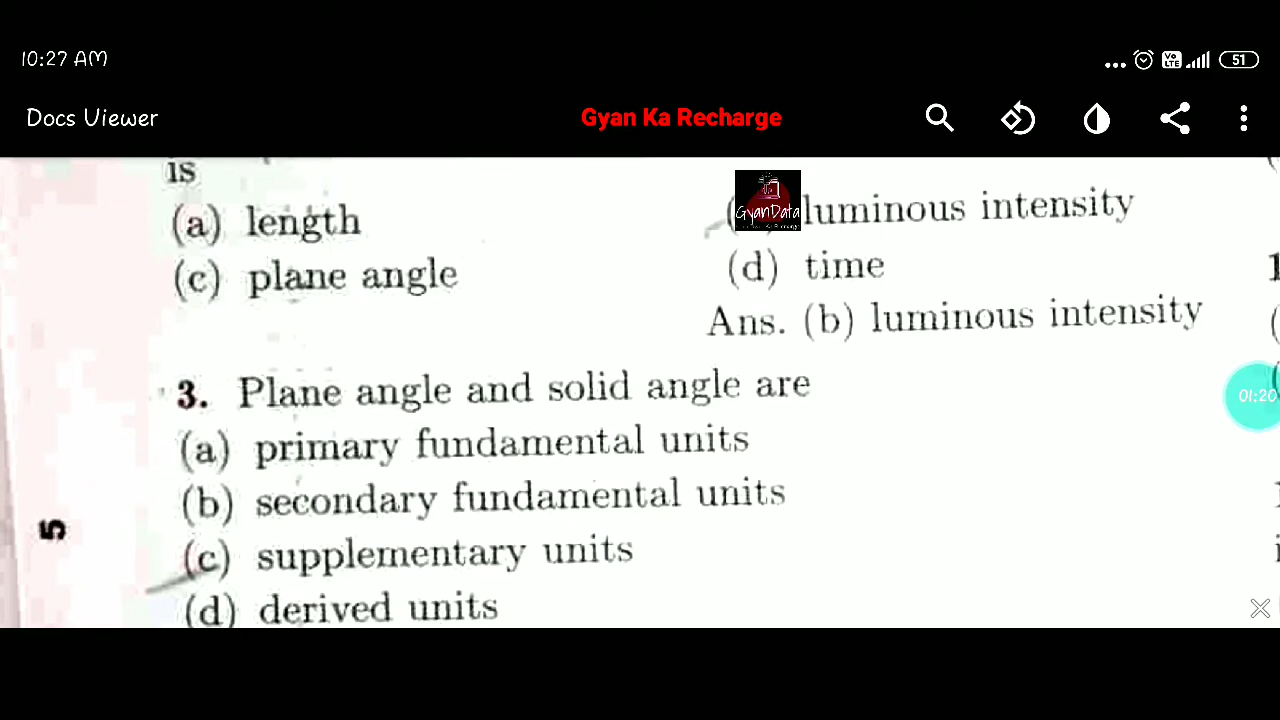 10:27 AM
Vo LTE 51
Docs Viewer
Gyan Ka Recharge
is
(a) length
( luminous intensity
GyanData
(c) plane angle
(d) time
Ans. (b) luminous intensity
3. Plane angle and solid angle are
01:20
(a) primary fundamental units
(b) secondary fundamental units
5
(c) supplementary units
(d) derived units